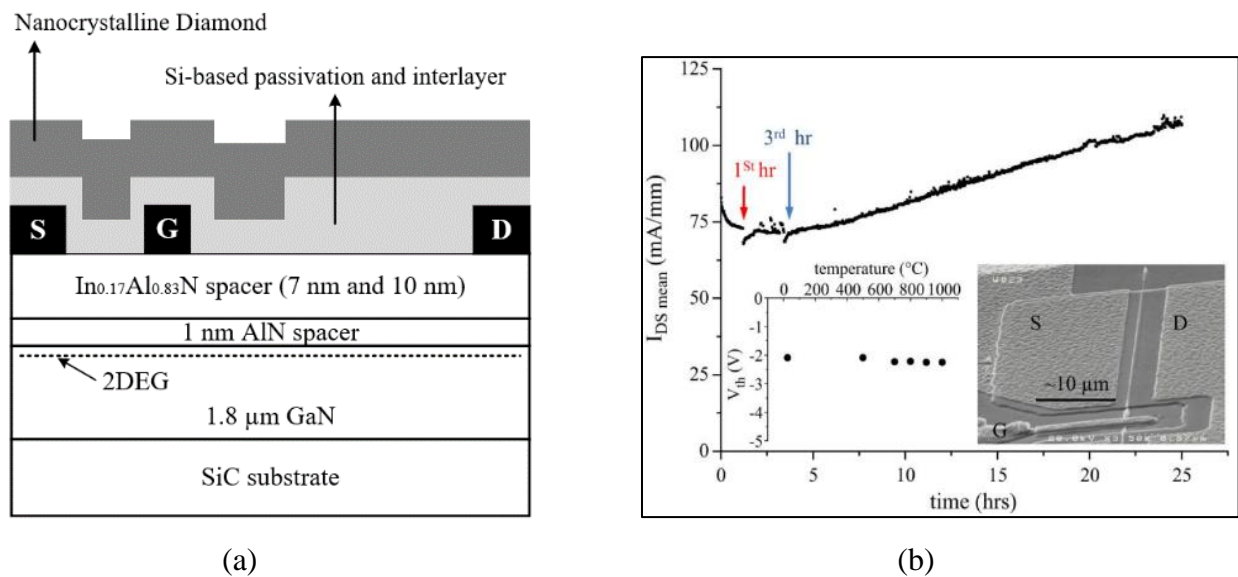 Nanocrystalline Diamond
Si-based passivation and interlayer
S
G
D
In0.17Al0.83N spacer (7 nm and 10 nm)
1 nm AlN spacer
2DEG
1.8 µm GaN
SiC substrate
(a)
125
100
75
50
25
0
I_DS mean (mA/mm)
1St hr
3rd hr
temperature (°C)
0 200 400 600 800 1000
0
-1
-2
-3
-4
-5
Vth (V)
S
D
~10 µm
G
0 5 10 15 20 25
time (hrs)
(b)